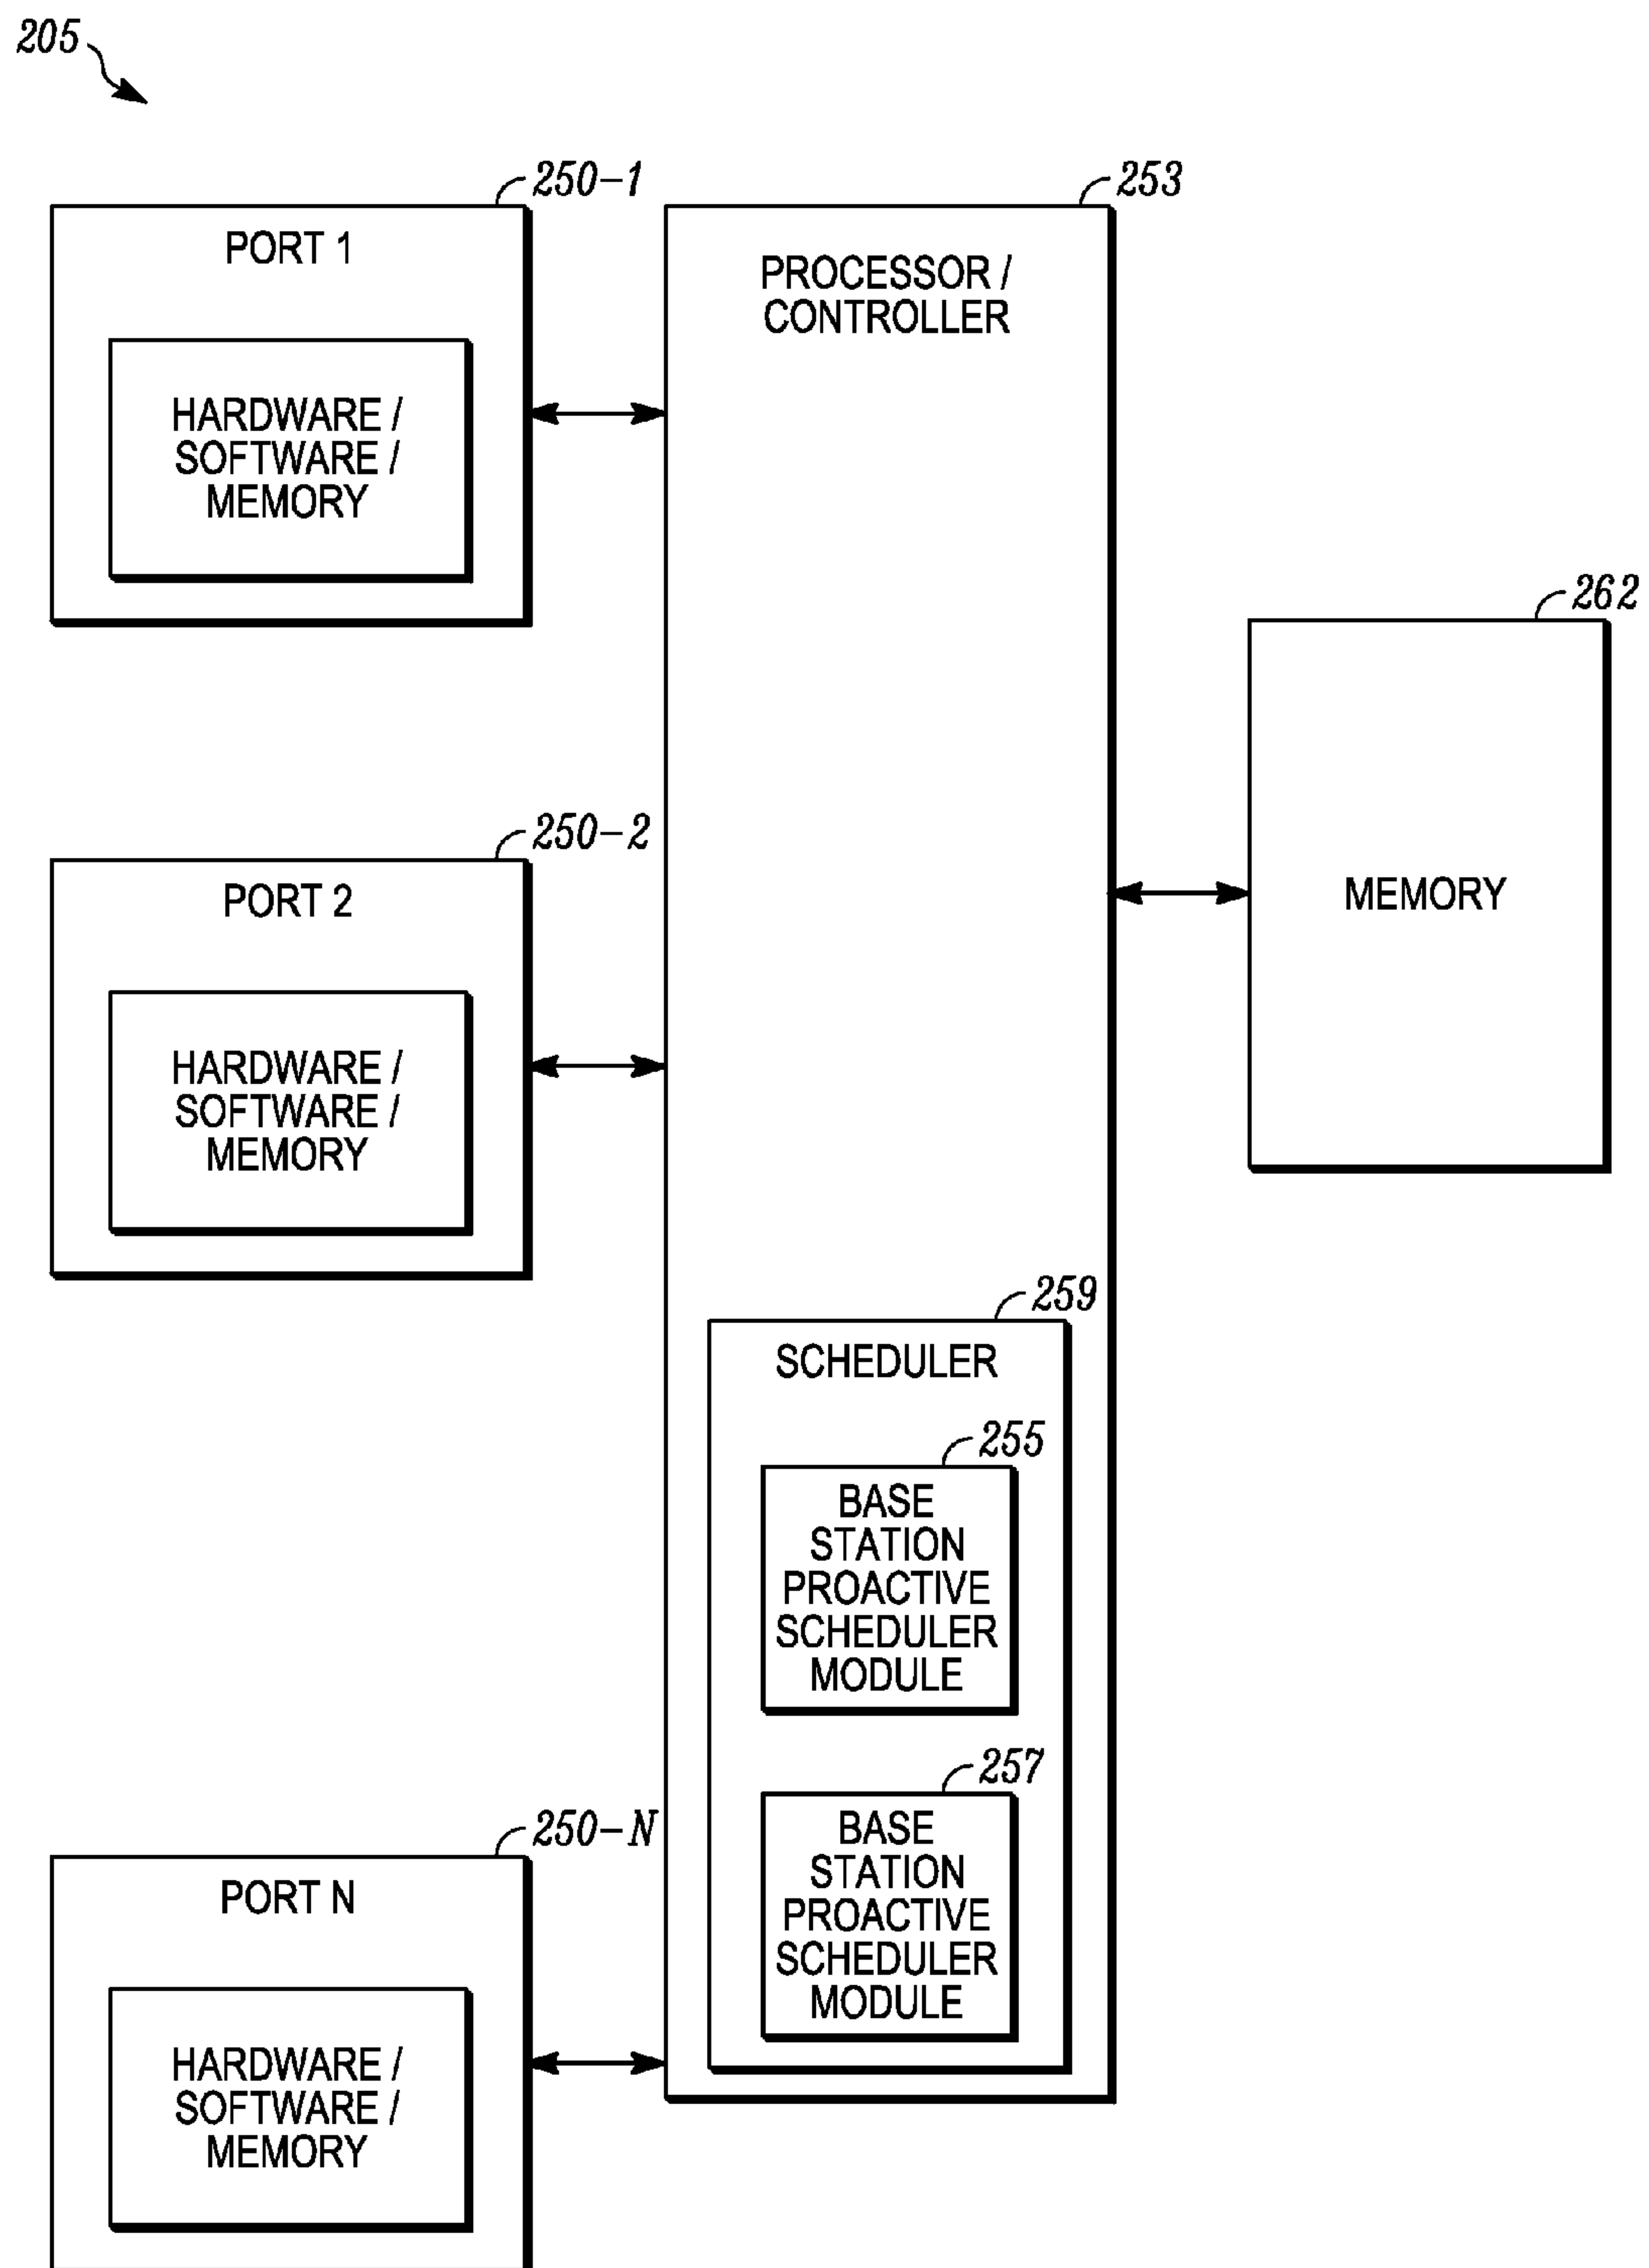 205
250-1
PORT 1
HARDWARE /
SOFTWARE /
MEMORY
253
PROCESSOR /
CONTROLLER
262
MEMORY
250-2
PORT 2
HARDWARE /
SOFTWARE /
MEMORY
259
SCHEDULER
255
BASE
STATION
PROACTIVE
SCHEDULER
MODULE
257
BASE
STATION
PROACTIVE
SCHEDULER
MODULE
250-N
PORT N
HARDWARE /
SOFTWARE /
MEMORY